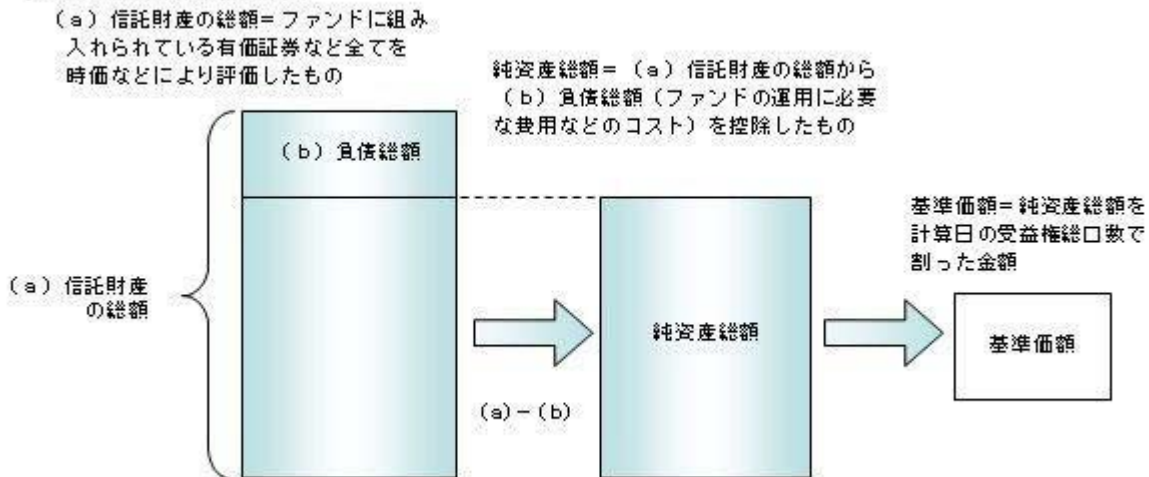 (a)信託財産の総額=ファンドに組み
入れられている有価証券など全てを
時価などにより評価したもの
純資産総額=(a)信託財産の総額から
(b)負債総額(ファンドの運用に必要
な費用などのコスト)を控除したもの
(b)負債総額
基準価額=純資産総額を
計算日の受益権総口数で
割った金額
(a)信託財産
の総額
純資産総額
基準価額
(a)-(b)